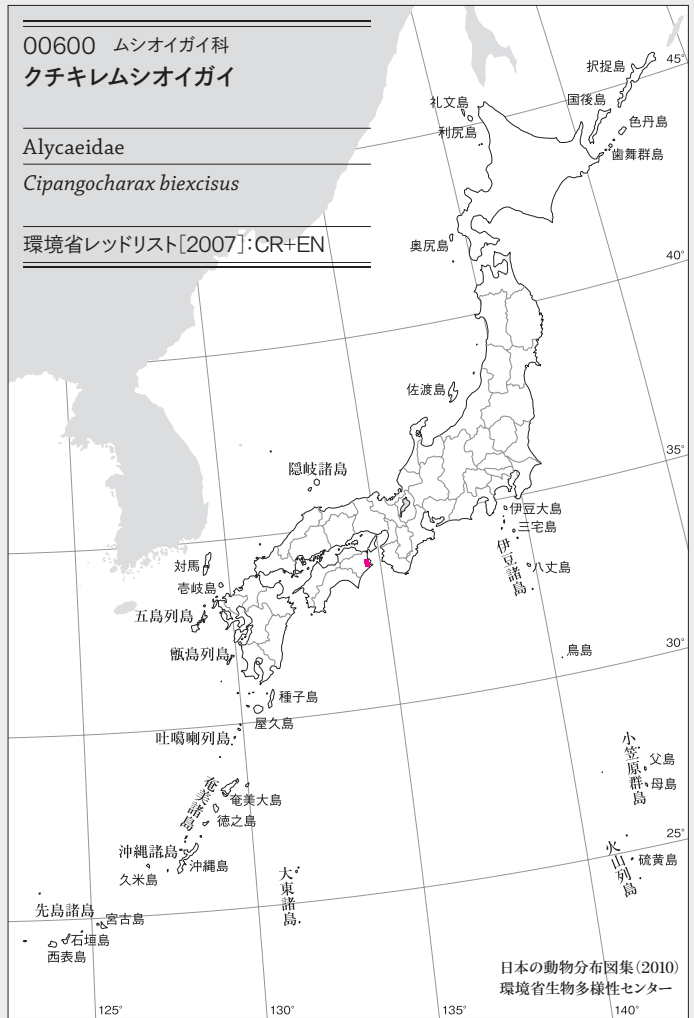 00600 ムシオイガイ科
クチキレムシオイガイ
Alycaeidae
Cipangocharax biexcisus
環境省レッドリスト[2007]:CR+EN
択捉島
45°
国後島
礼文島
色丹島
利尻島
歯舞群島
奥尻島
40°
佐渡島
35°
隠岐諸島
伊豆大島
三宅島
伊豆諸島
八丈島
対馬
壱岐島
五島列島
甑島列島
鳥島
30°
種子島
屋久島
吐噶喇列島
小笠原群島
父島
母島
奄美諸島
奄美大島
徳之島
25°
沖縄諸島
沖縄島
久米島
火山列島
硫黄島
大東諸島
先島諸島
宮古島
石垣島
西表島
日本の動物分布図集(2010)
環境省生物多様性センター
125°
130°
135°
140°